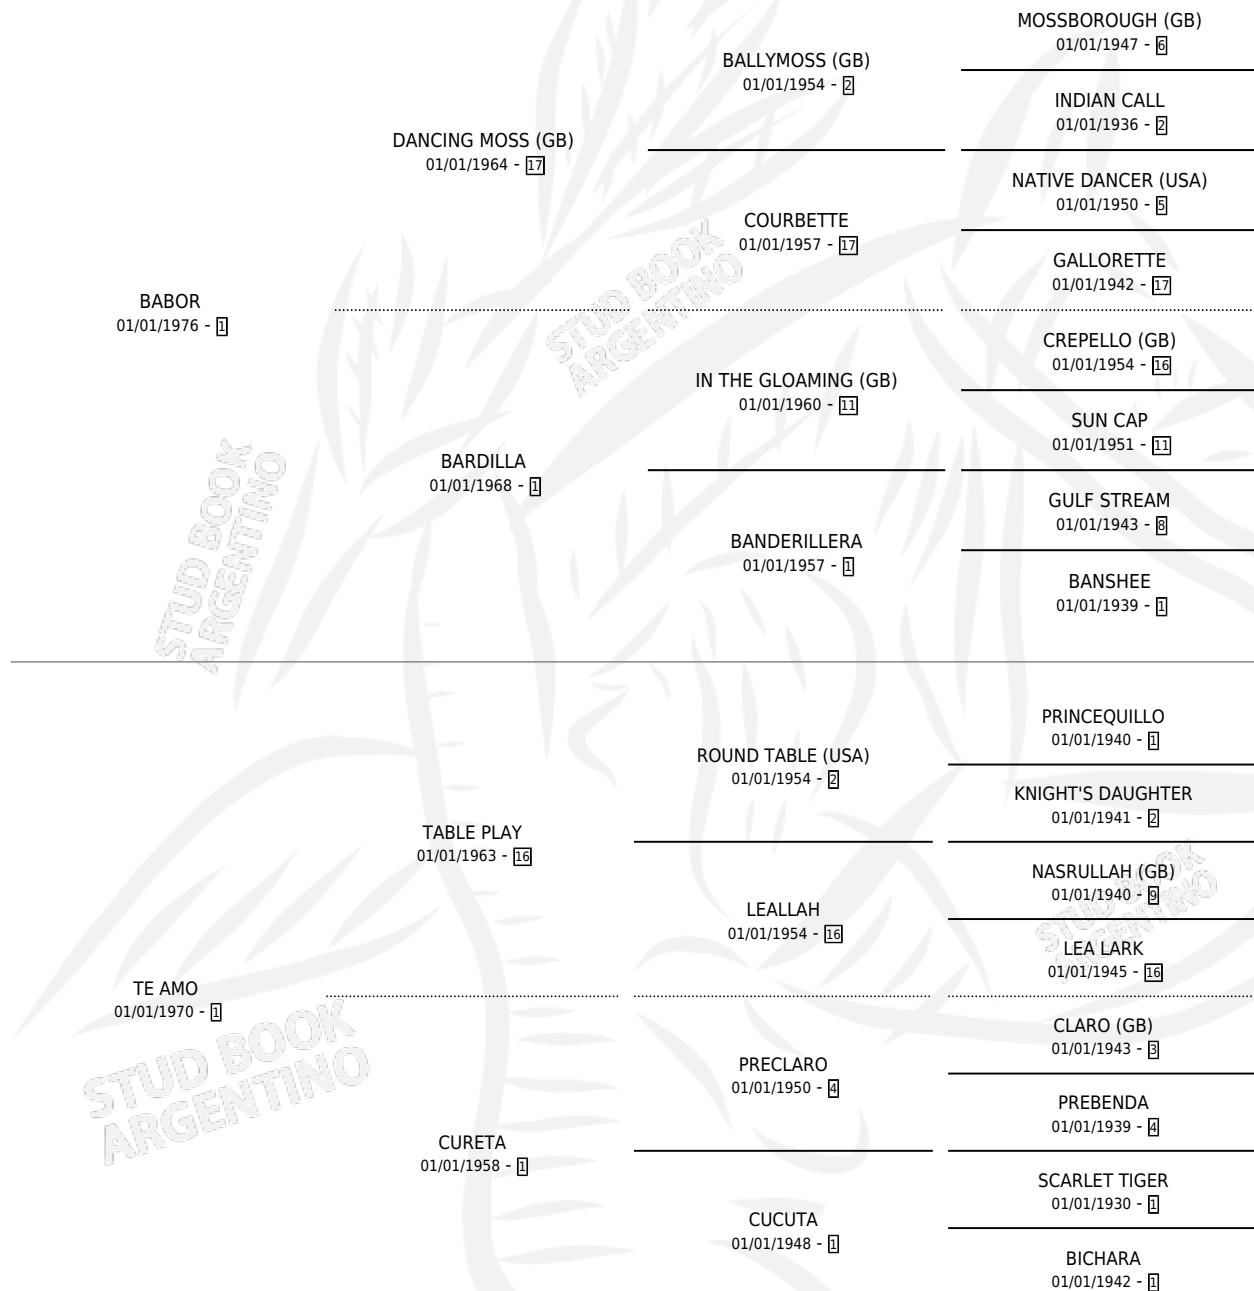 BABOR
01/01/1976 - 1
DANCING MOSS (GB)
01/01/1964 - 17
BALLYMOSS (GB)
01/01/1954 - 2
MOSSBOROUGH (GB)
01/01/1947 - 6
INDIAN CALL
01/01/1936 - 2
COURBETTE
01/01/1957 - 17
NATIVE DANCER (USA)
01/01/1950 - 5
GALLORETTE
01/01/1942 - 17
BARDILLA
01/01/1968 - 1
IN THE GLOAMING (GB)
01/01/1960 - 11
CREPELLO (GB)
01/01/1954 - 16
SUN CAP
01/01/1951 - 11
BANDERILLERA
01/01/1957 - 1
GULF STREAM
01/01/1943 - 8
BANSHEE
01/01/1939 - 1
TE AMO
01/01/1970 - 1
TABLE PLAY
01/01/1963 - 16
ROUND TABLE (USA)
01/01/1954 - 2
PRINCEQUILLO
01/01/1940 - 1
KNIGHT'S DAUGHTER
01/01/1941 - 2
LEALLAH
01/01/1954 - 16
NASRULLAH (GB)
01/01/1940 - 9
LEA LARK
01/01/1945 - 16
CURETA
01/01/1958 - 1
PRECLARO
01/01/1950 - 4
CLARO (GB)
01/01/1943 - 3
PREBENDA
01/01/1939 - 4
CUCUTA
01/01/1948 - 1
SCARLET TIGER
01/01/1930 - 1
BICHARA
01/01/1942 - 1
STUD BOOK
ARGENTINO
STUD BOOK
ARGENTINO
STUD BOOK
ARGENTINO
STUD BOOK
ARGENTINO